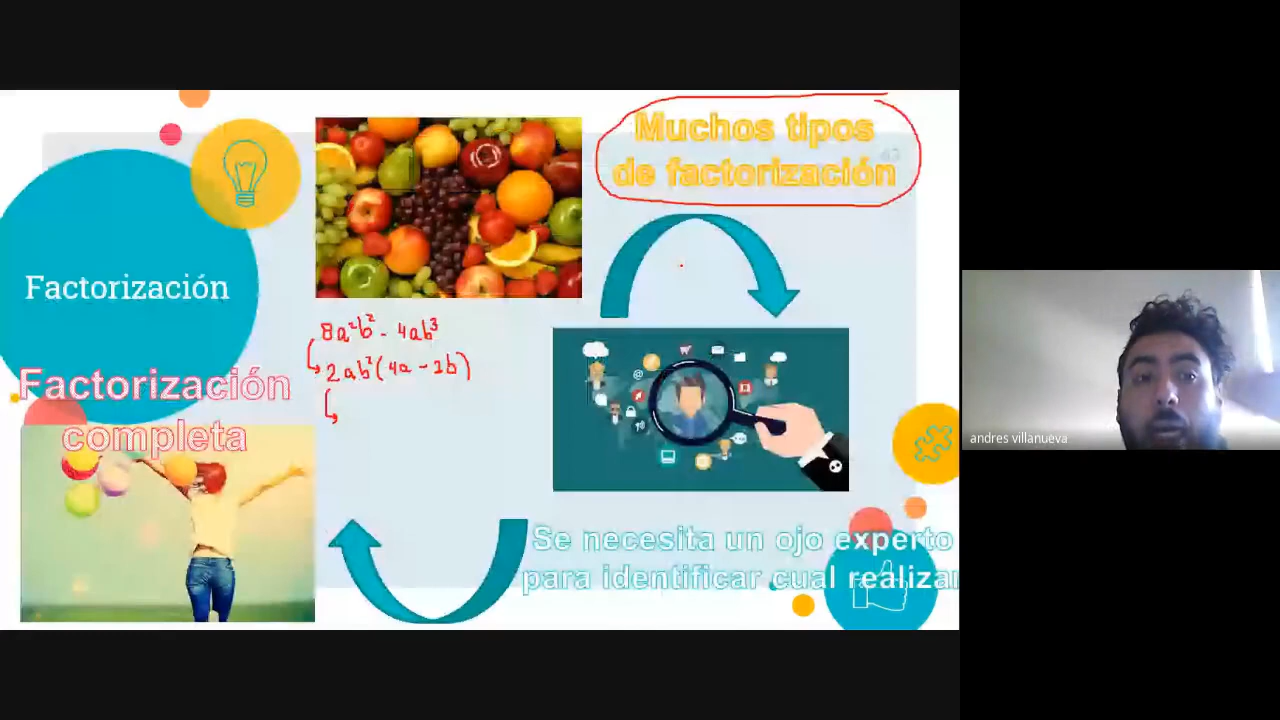 Muchos tipos
de factorización
Factorización
8a²b² - 4ab³
2ab²(4a - 2b)
Factorización
completa
andres villanueva
Se necesita un ojo experto
para identificar cual realizar